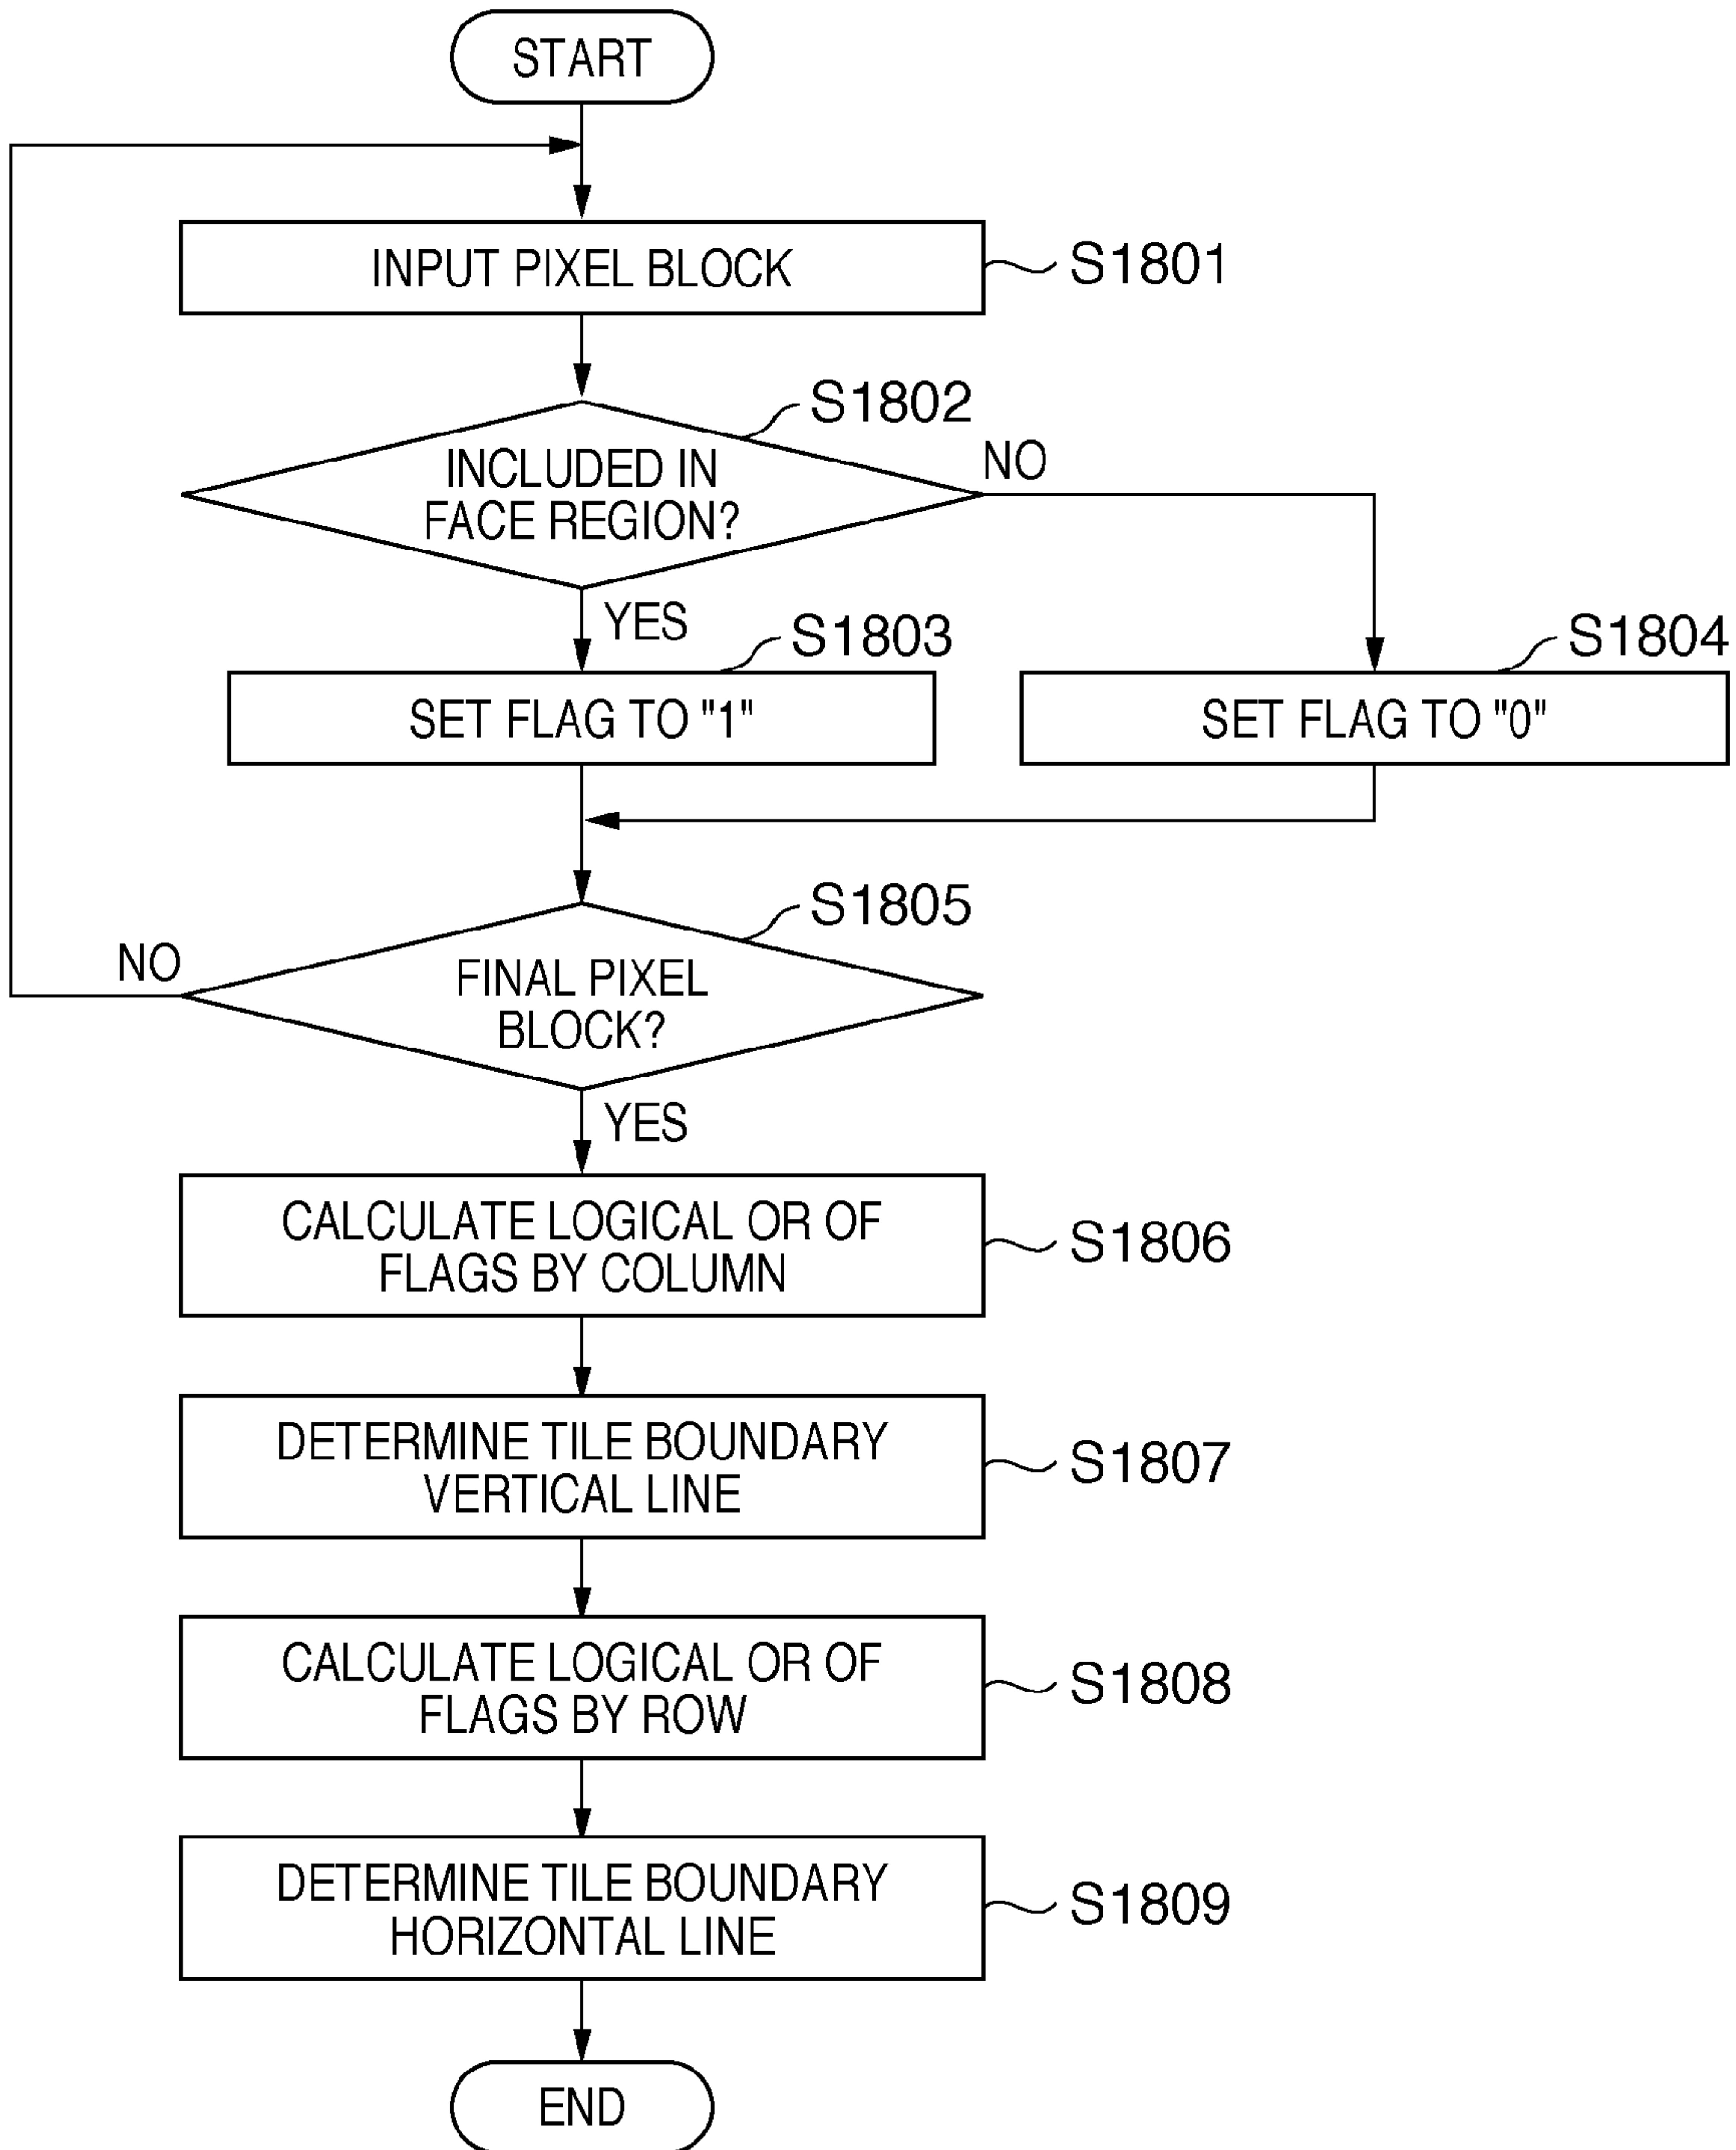 START
INPUT PIXEL BLOCK
S1801
S1802
INCLUDED IN
FACE REGION?
NO
YES
S1803
S1804
SET FLAG TO "1"
SET FLAG TO "0"
S1805
NO
FINAL PIXEL
BLOCK?
YES
CALCULATE LOGICAL OR OF
FLAGS BY COLUMN
S1806
DETERMINE TILE BOUNDARY
VERTICAL LINE
S1807
CALCULATE LOGICAL OR OF
FLAGS BY ROW
S1808
DETERMINE TILE BOUNDARY
HORIZONTAL LINE
S1809
END